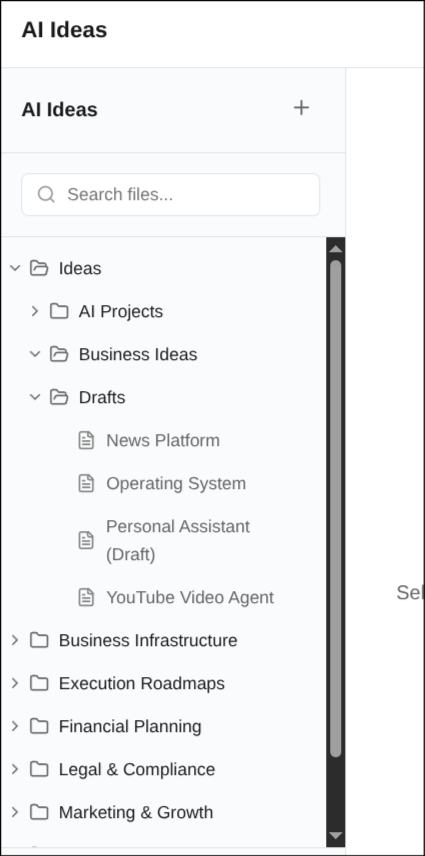 AI Ideas
AI Ideas
Search files...
Ideas
AI Projects
Business Ideas
Drafts
News Platform
Operating System
Personal Assistant
(Draft)
YouTube Video Agent
Sel
Business Infrastructure
Execution Roadmaps
Financial Planning
Legal & Compliance
Marketing & Growth